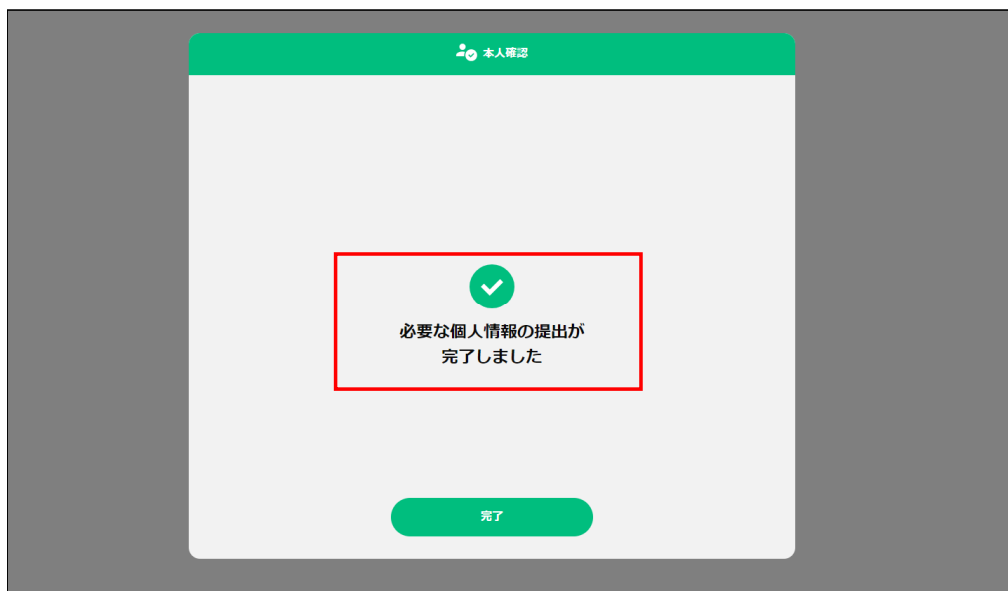 本人確認
必要な個人情報の提出が
完了しました
完了